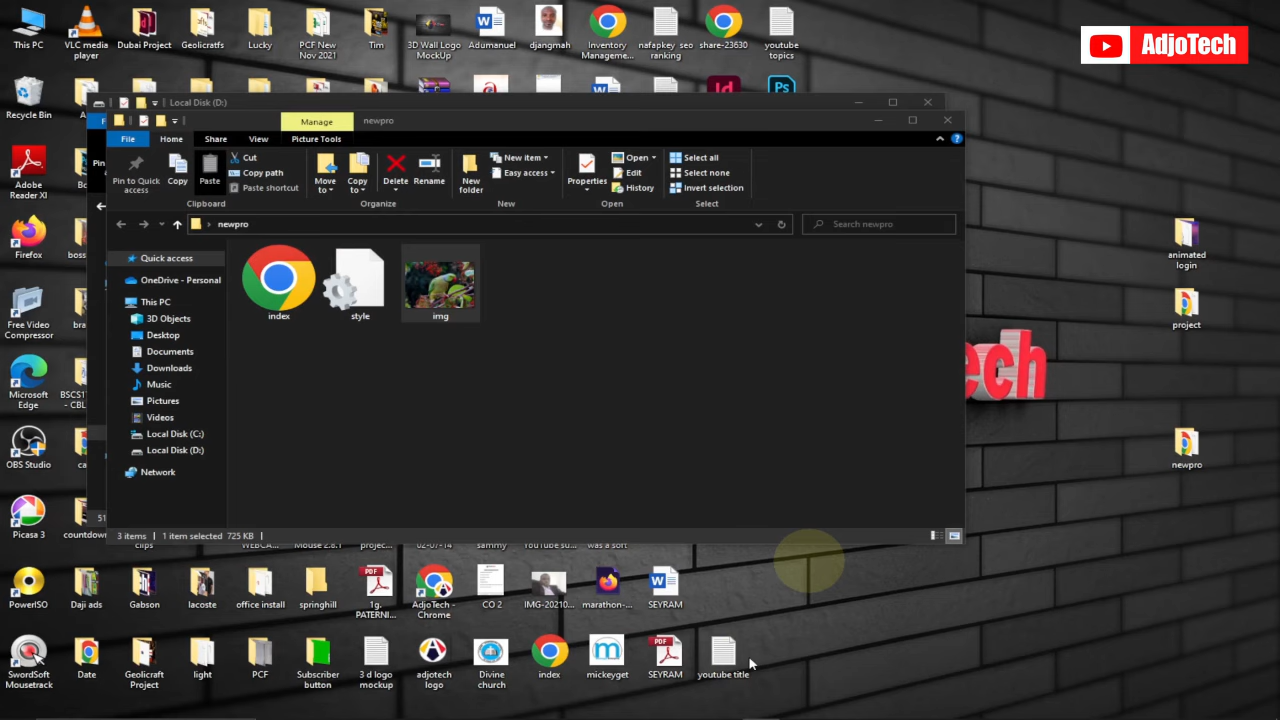 This PC
VLC media player
Dubai Project
Geolicratfs
Lucky
PCF New Nov 2021
Tim
3D Wall Logo MockUp
Adumanuel
djangmah
Inventory Manageme...
nafapkey seo ranking
share-23630
youtube topics
AdjoTech
Recycle Bin
Local Disk (D:)
Manage
newpro
File
Home
Share
View
Picture Tools
Pin to Quick access
Copy
Paste
Cut
Copy path
Paste shortcut
Clipboard
Move to
Copy to
Delete
Rename
Organize
New folder
New item
Easy access
New
Properties
Open
Edit
History
Open
Select all
Select none
Invert selection
Select
newpro
Search newpro
Quick access
OneDrive - Personal
This PC
3D Objects
Desktop
Documents
Downloads
Music
Pictures
Videos
Local Disk (C:)
Local Disk (D:)
Network
index
style
img
3 items
1 item selected 725 KB
Adobe Reader XI
Firefox
Free Video Compressor
Microsoft Edge
OBS Studio
Picasa 3
animated login
project
newpro
ech
PowerISO
Daji ads
Gabson
lacoste
office install
springhill
1g. PATERNI...
AdjoTech - Chrome
CO 2
IMG-20210...
marathon-...
SEYRAM
SwordSoft Mousetrack
Date
Geolicraft Project
light
PCF
Subscriber button
3 d logo mockup
adjotech logo
Divine church
index
mickeyget
SEYRAM
youtube title